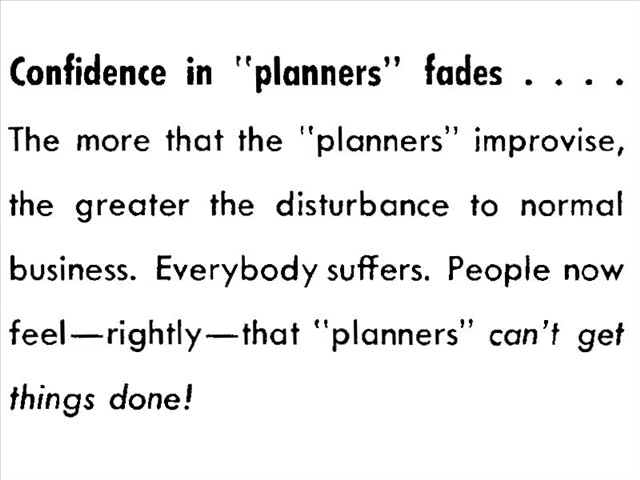 Confidence in "planners" fades . . . .
The more that the "planners" improvise,
the greater the disturbance to normal
business. Everybody suffers. People now
feel—rightly—that "planners" can't get
things done!